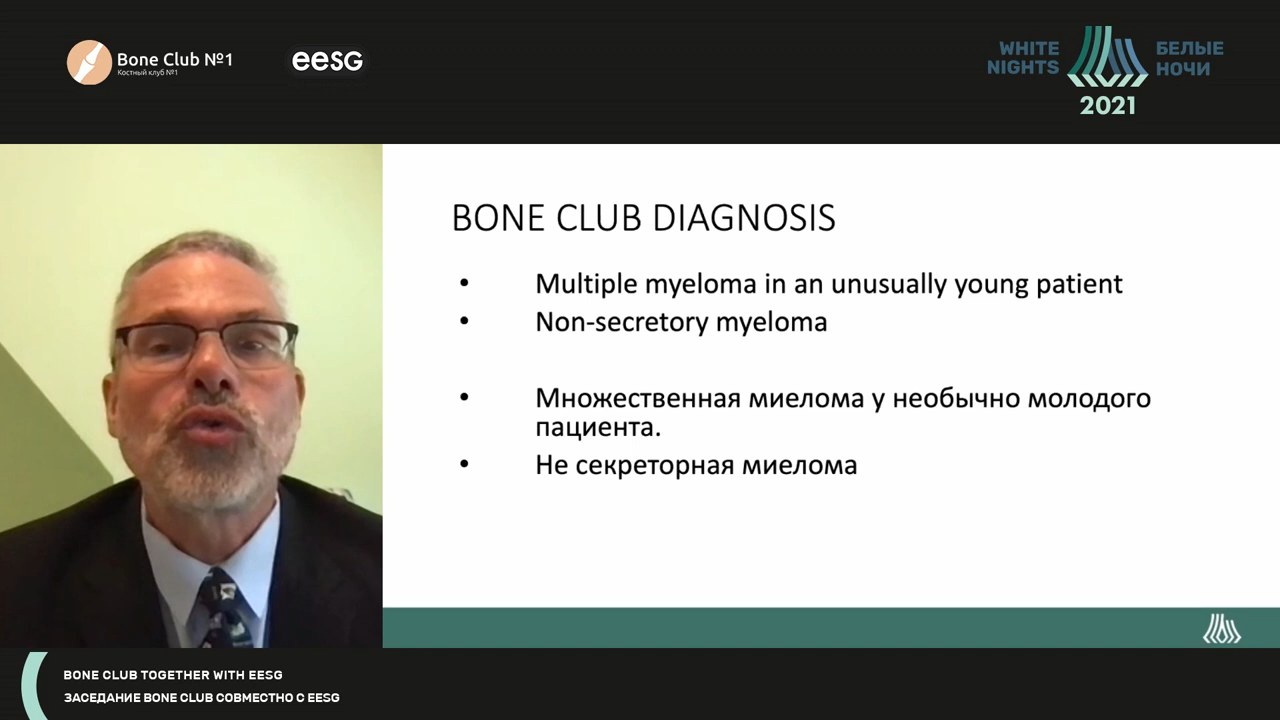 Bone Club №1
Костный клуб №1
eesg
WHITE
NIGHTS
БЕЛЫЕ
НОЧИ
2021
BONE CLUB DIAGNOSIS
• Multiple myeloma in an unusually young patient
• Non-secretory myeloma
• Множественная миелома у необычно молодого
пациента.
• Не секреторная миелома
BONE CLUB TOGETHER WITH EESG
ЗАСЕДАНИЕ BONE CLUB СОВМЕСТНО С EESG